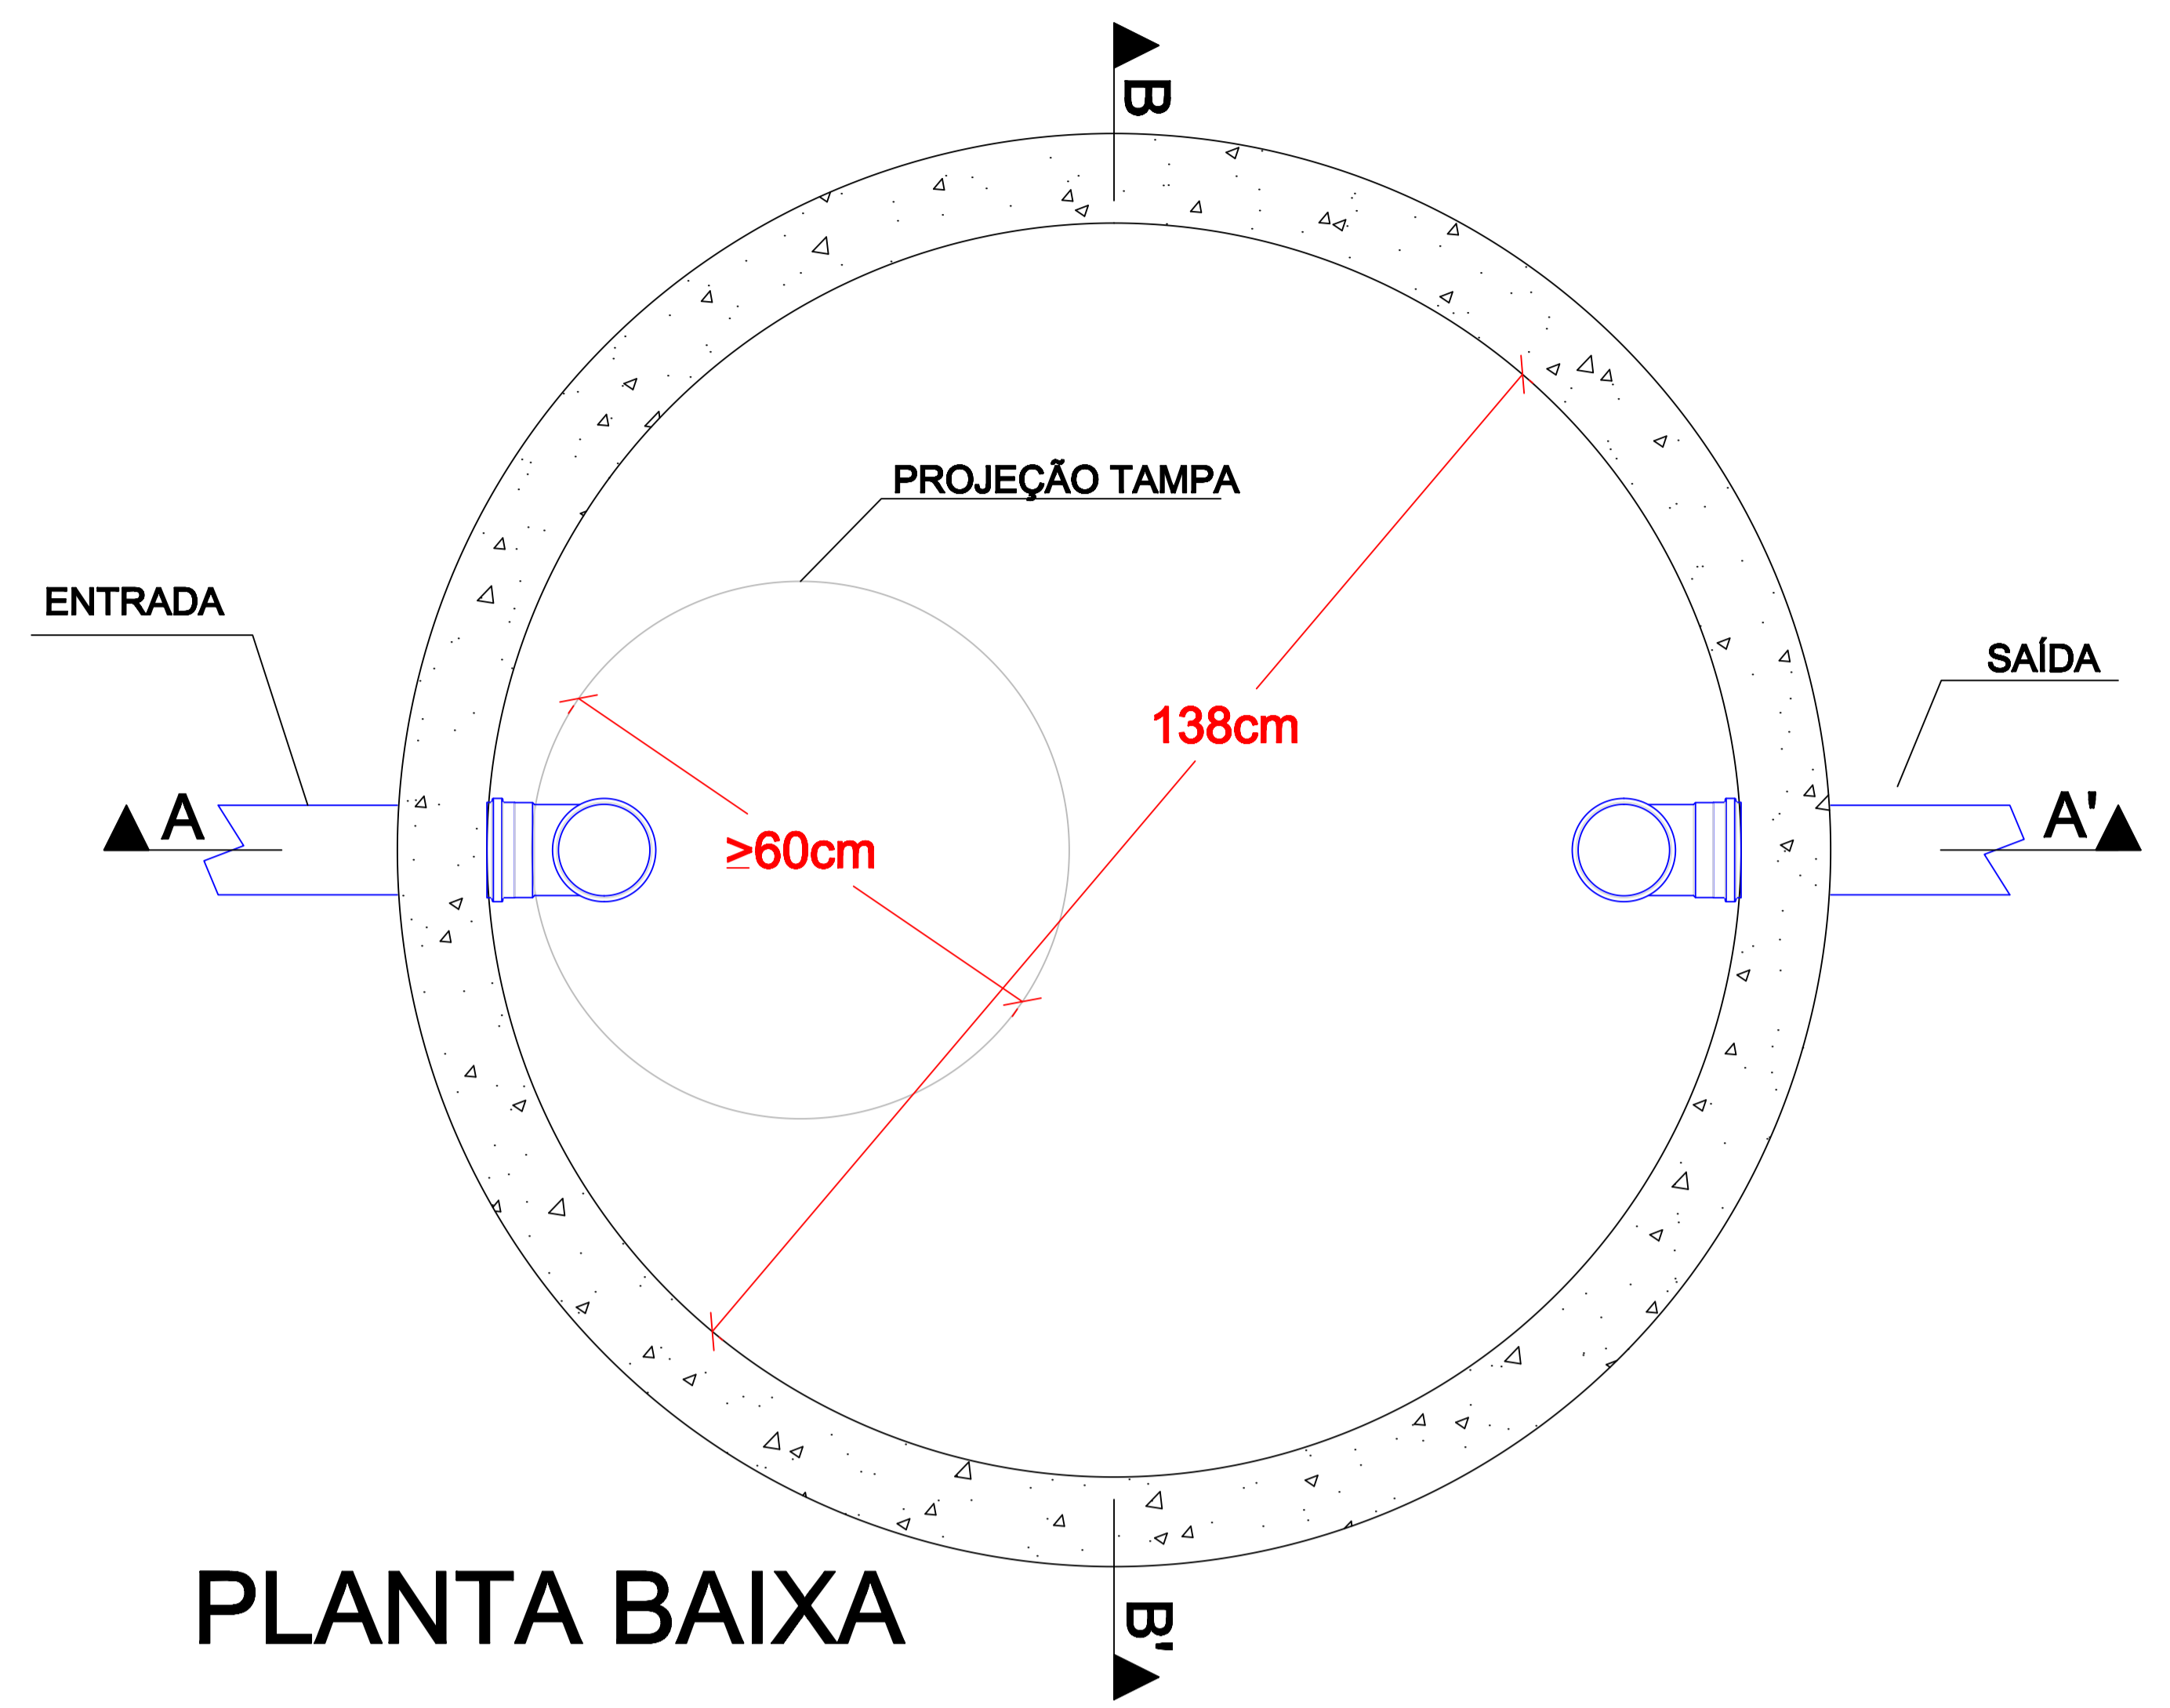 B
PROJEÇÃO TAMPA
ENTRADA
SAÍDA
138cm
A
≥60cm
A'
PLANTA BAIXA
B'